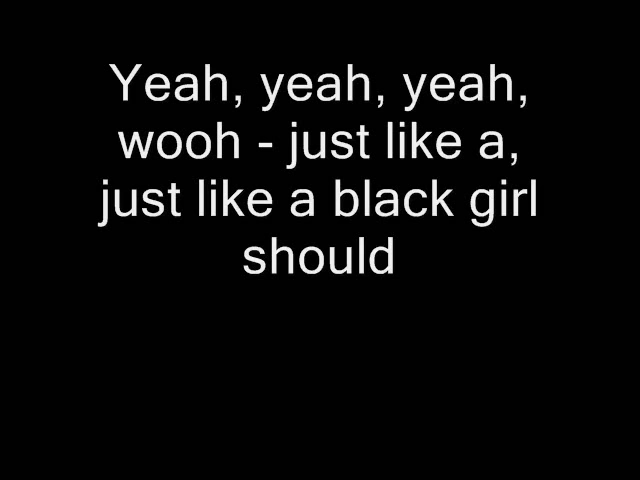 Yeah, yeah, yeah,
wooh - just like a,
just like a black girl
should